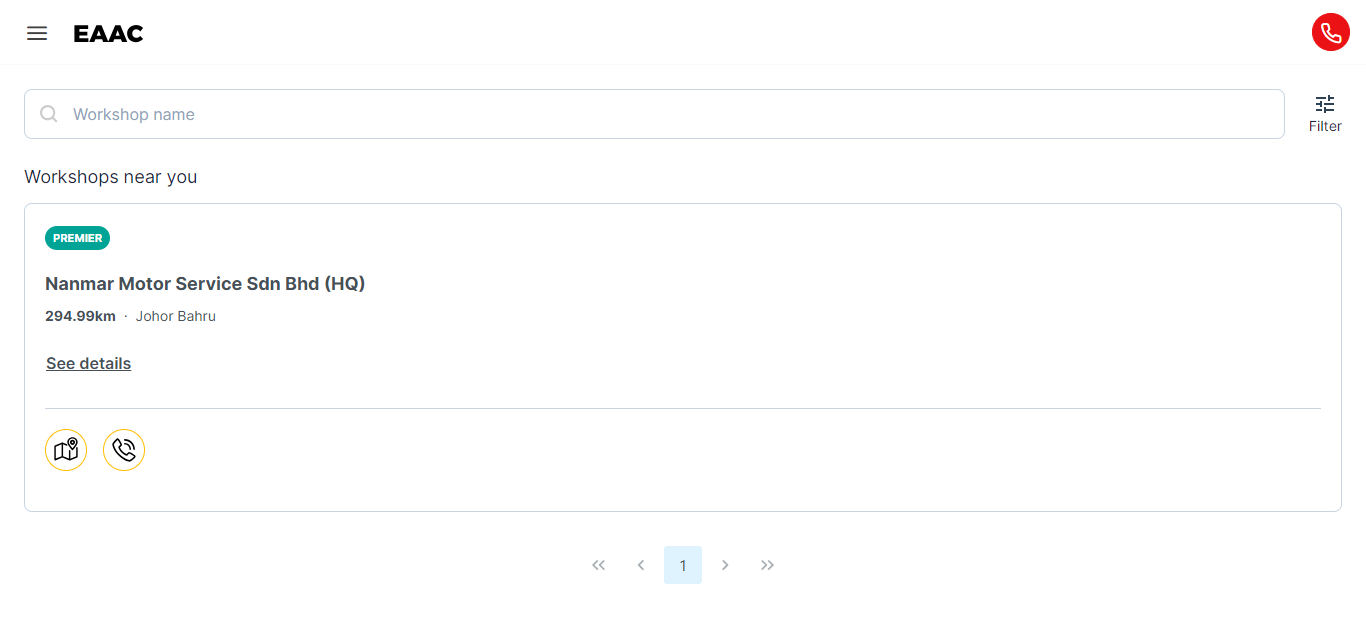 EAAC
Workshop name
Filter
Workshops near you
PREMIER
Nanmar Motor Service Sdn Bhd (HQ)
294.99km · Johor Bahru
See details
1